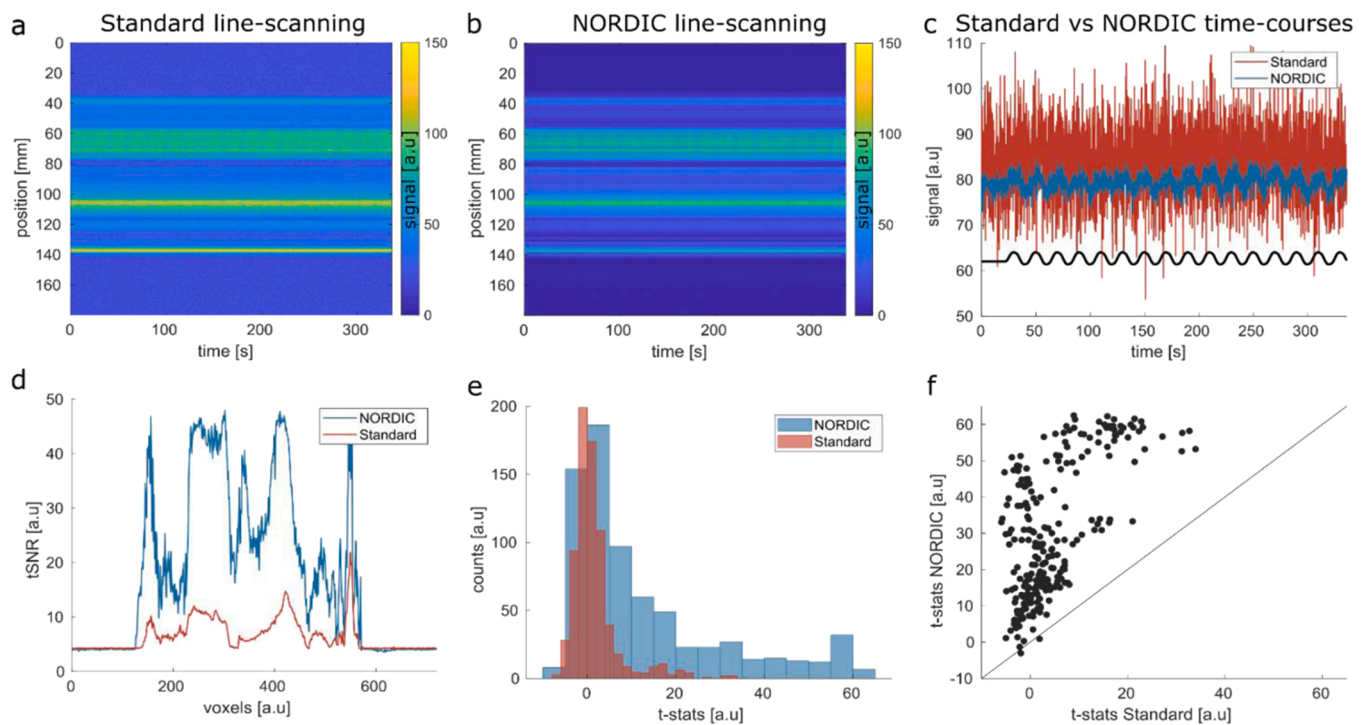 a
Standard line-scanning
0
20
40
60
80
100
120
140
160
position [mm]
0
100
200
300
time [s]
150
100
50
0
signal [a.u]
b
NORDIC line-scanning
0
20
40
60
80
100
120
140
160
position [mm]
0
100
200
300
time [s]
150
100
50
0
signal [a.u]
c
Standard vs NORDIC time-courses
Standard
NORDIC
110
100
90
80
70
60
50
signal [a.u]
0
50
100
150
200
250
300
time [s]
d
NORDIC
Standard
50
40
30
20
10
0
tSNR [a.u]
0
200
400
600
voxels [a.u]
e
NORDIC
Standard
200
150
100
50
0
counts [a.u]
0
20
40
60
t-stats [a.u]
f
60
50
40
30
20
10
0
-10
t-stats NORDIC [a.u]
0
20
40
60
t-stats Standard [a.u]